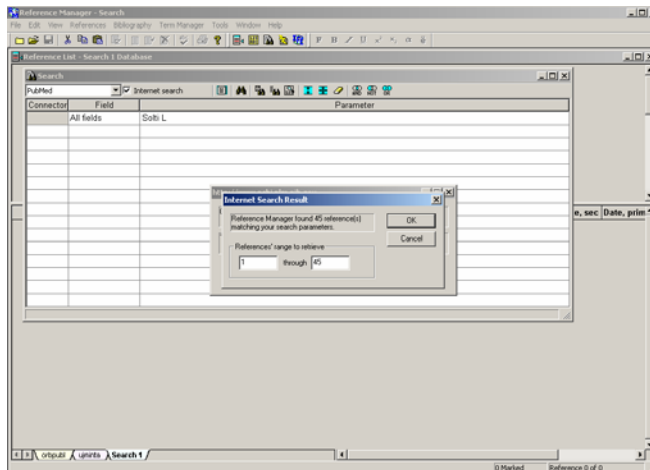 Reference Manager - Search
File Edit View References Bibliography Term Manager Tools Window Help
Reference List - Search 1 Database
Search
PubMed Internet search
Connector Field Parameter
All fields Solti L
Internet Search Result
Reference Manager found 45 reference(s)
matching your search parameters.
OK
Cancel
References' range to retrieve
1 through 45
e, sec Date, prim
orbpubl Search 1
0 Marked Reference 0 of 0